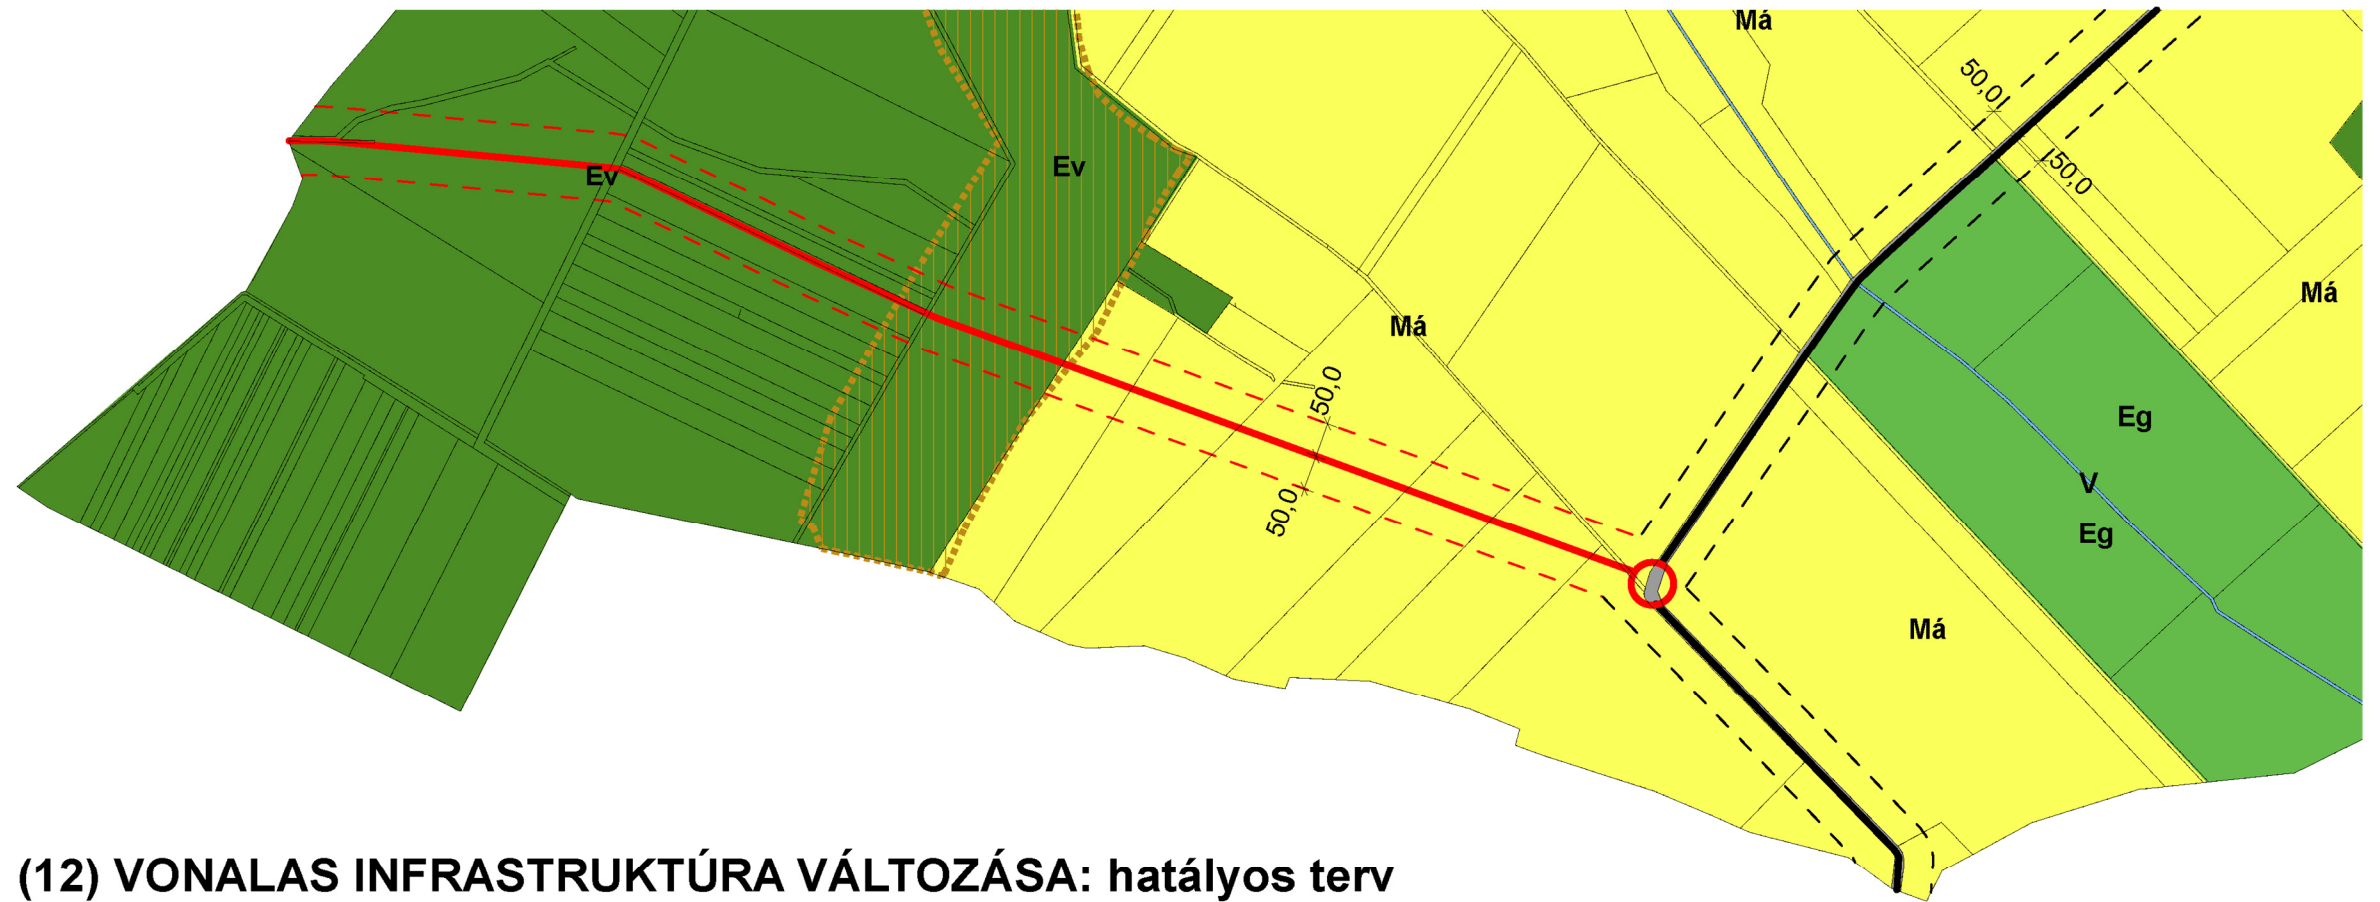 Má
50,0
50,0
Ev
Ev
Má
Má
50,0
Eg
V
50,0
Eg
Má
(12) VONALAS INFRASTRUKTÚRA VÁLTOZÁSA: hatályos terv